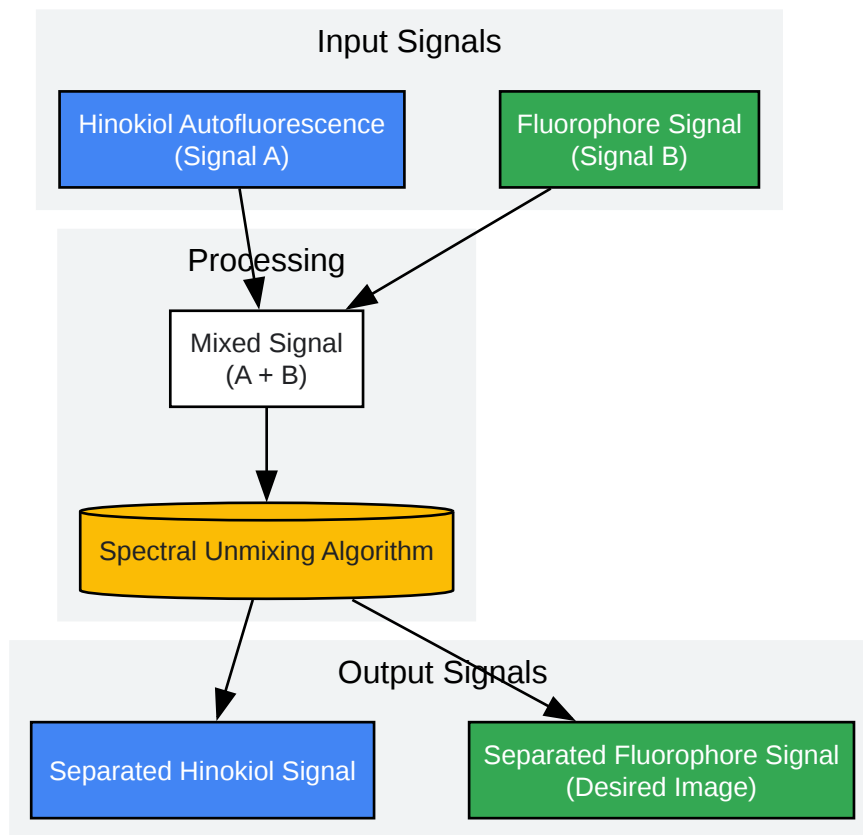 Input Signals
Hinokiol Autofluorescence
(Signal A)
Fluorophore Signal
(Signal B)
Processing
Mixed Signal
(A + B)
Spectral Unmixing Algorithm
Output Signals
Separated Hinokiol Signal
Separated Fluorophore Signal
(Desired Image)